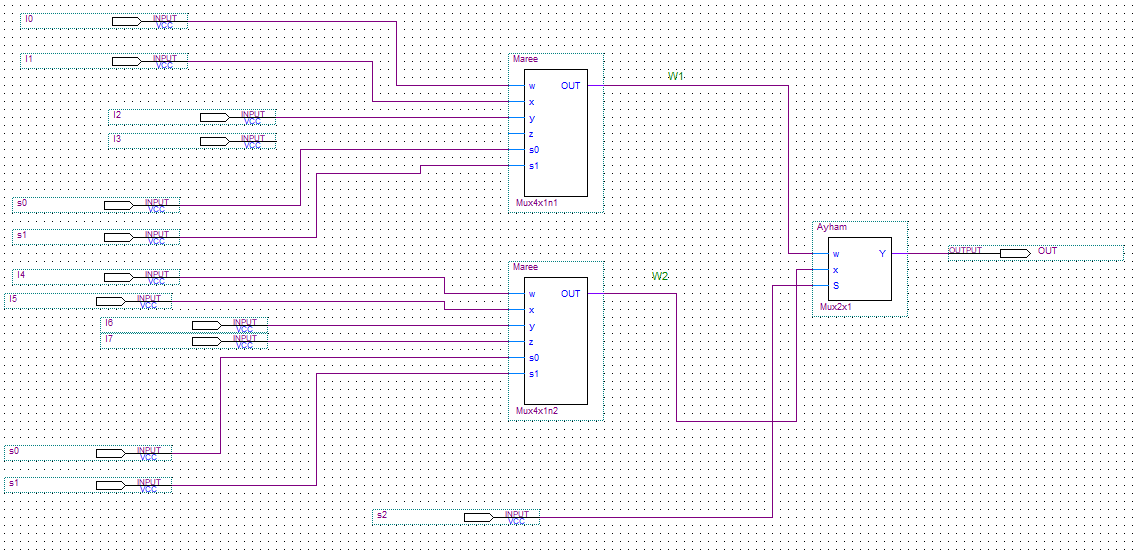 I0 INPUT VCC
I1 INPUT VCC
Maree
w OUT
x
y
z
s0
s1
Mux4x1n1
W1
I2 INPUT VCC
I3 INPUT VCC
s0 INPUT VCC
s1 INPUT VCC
Ayham
w Y
x
S
Mux2x1
OUTPUT OUT
I4 INPUT VCC
I5 INPUT VCC
I6 INPUT VCC
I7 INPUT VCC
Maree
w OUT
x
y
z
s0
s1
Mux4x1n2
W2
s0 INPUT VCC
s1 INPUT VCC
s2 INPUT VCC